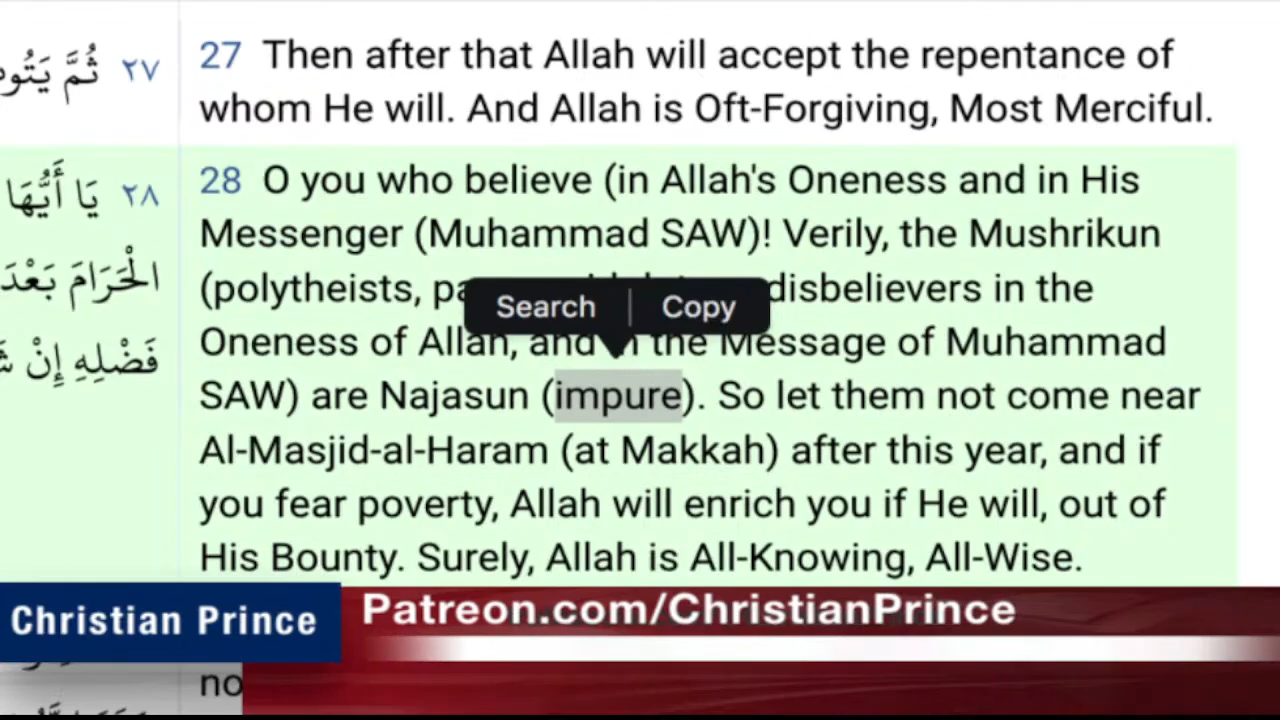 27 Then after that Allah will accept the repentance of
whom He will. And Allah is Oft-Forgiving, Most Merciful.
٢٧ ثُمَّ
28 O you who believe (in Allah's Oneness and in His
Messenger (Muhammad SAW)! Verily, the Mushrikun
(polytheists, disbelievers in the
Search | Copy
Oneness of Allah, and in the Message of Muhammad
SAW) are Najasun (impure). So let them not come near
Al-Masjid-al-Haram (at Makkah) after this year, and if
you fear poverty, Allah will enrich you if He will, out of
His Bounty. Surely, Allah is All-Knowing, All-Wise.
٢٨ يَا أَيُّهَا
الْحَرَامَ بَعْدَ
فَضْلِهِ إِنْ
Christian Prince
Patreon.com/ChristianPrince
no